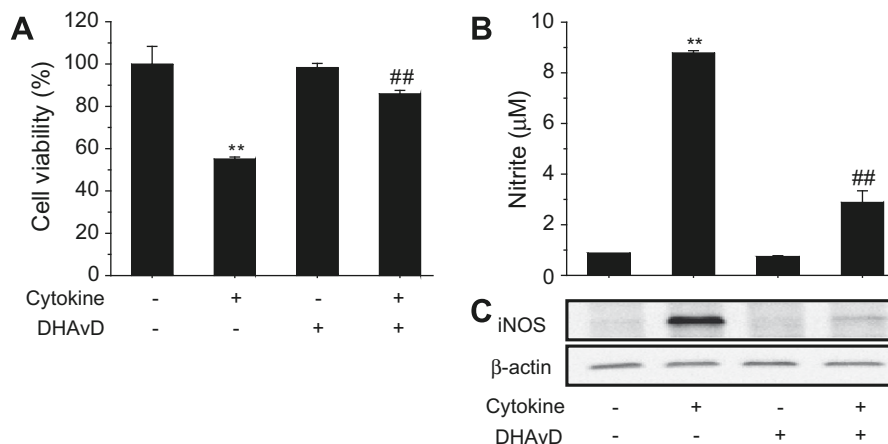 A
Cell viability (%)
140
120
100
80
60
40
20
0
**
##
Cytokine - + - +
DHAvD - - + +
B
Nitrite (μM)
10
8
6
4
2
0
**
##
C
iNOS
β-actin
Cytokine - + - +
DHAvD - - + +